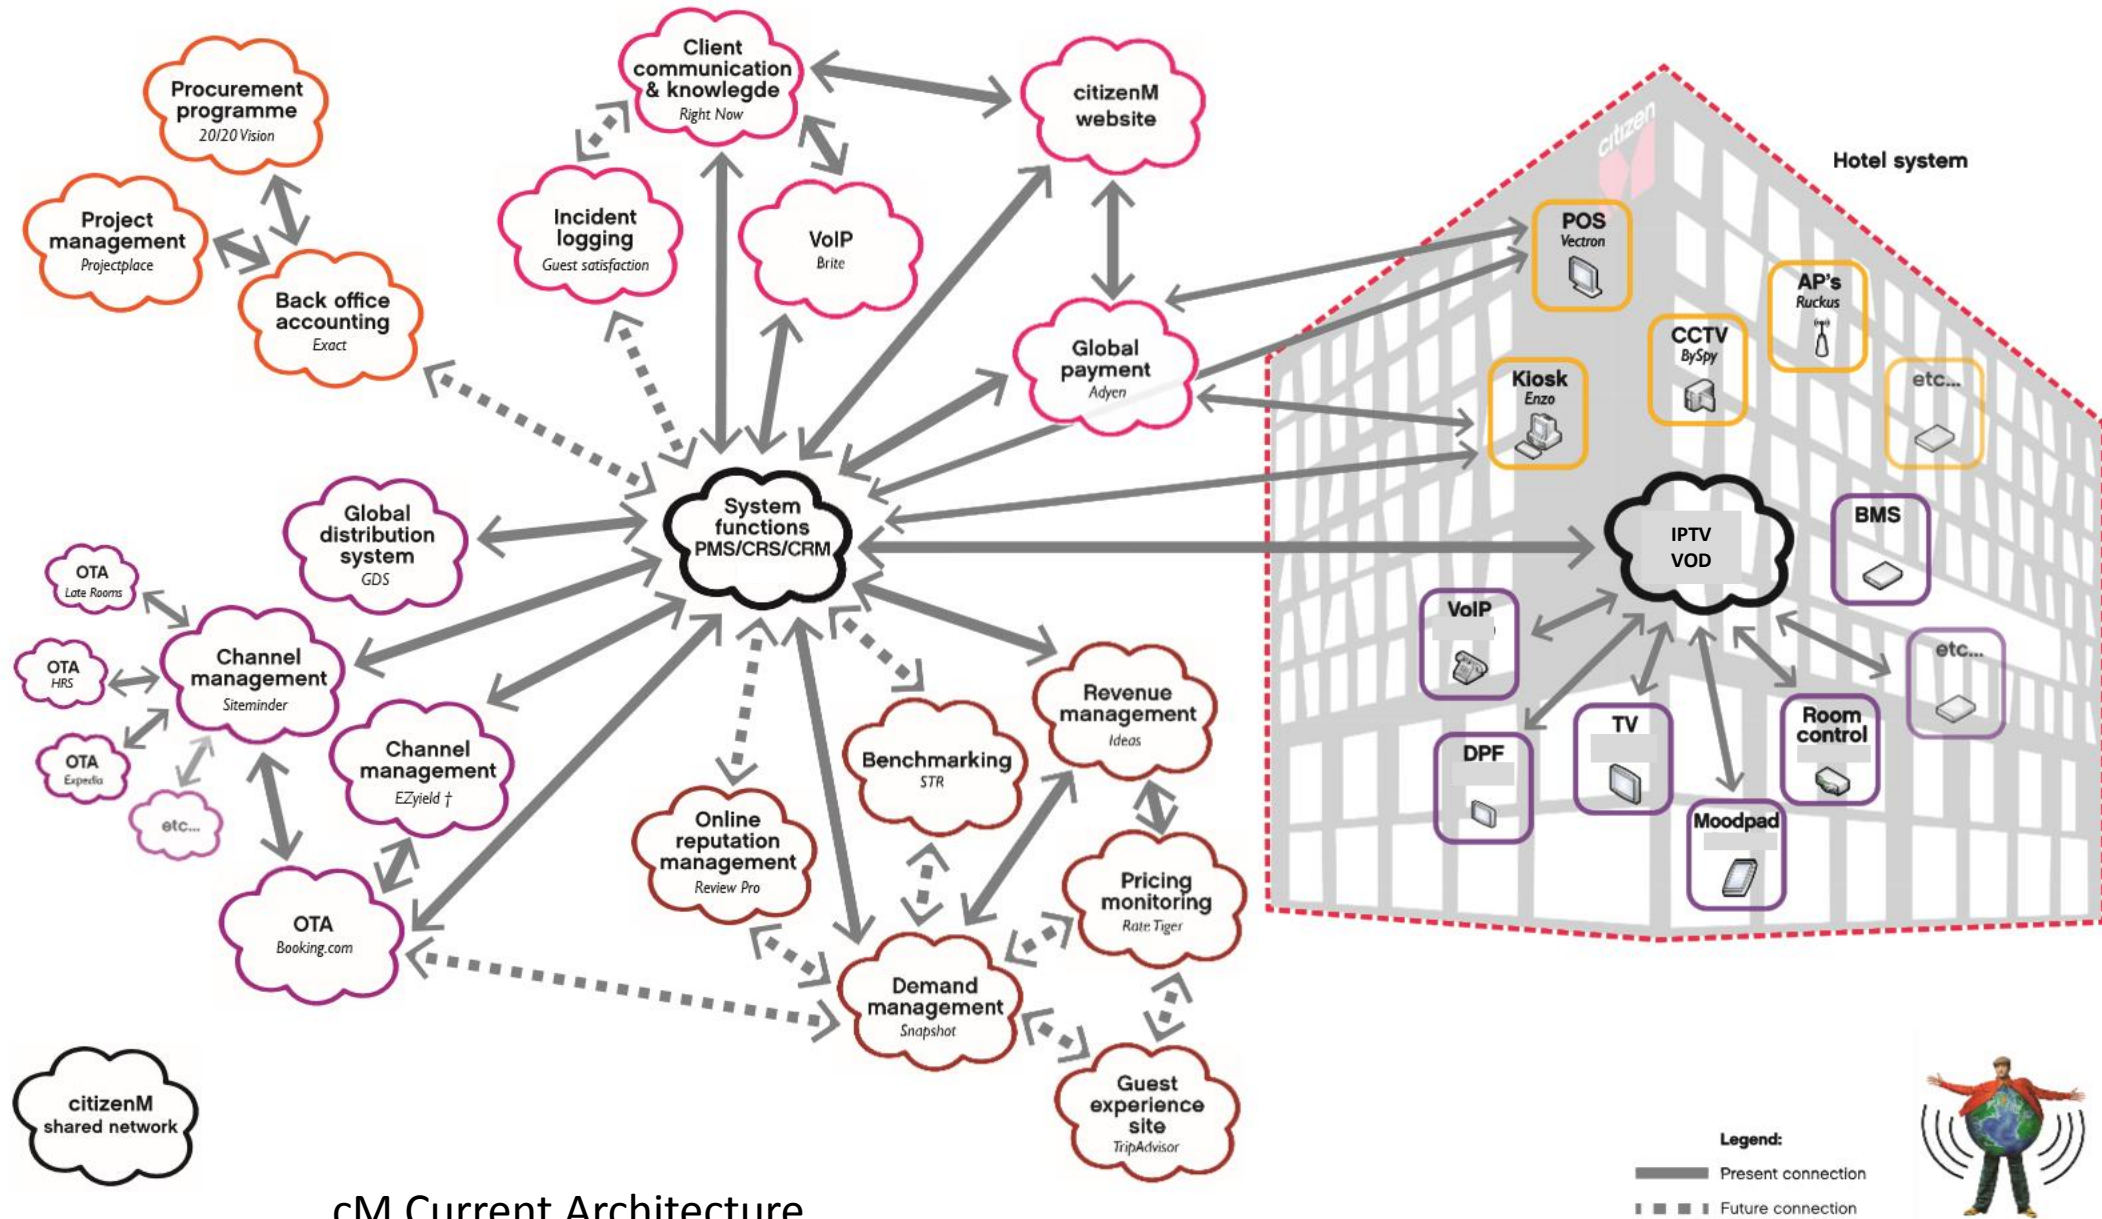 Procurement
programme
20/20 Vision
Project
management
Projectplace
Back office
accounting
Exact
Client
communication
& knowlegde
Right Now
citizenM
website
Incident
logging
Guest satisfaction
VoIP
Brite
Global
payment
Adyen
Hotel system
citizen
POS
Vectron
AP's
Ruckus
CCTV
BySpy
Kiosk
Enzo
etc...
System
functions
PMS/CRS/CRM
IPTV
VOD
BMS
VoIP
etc...
DPF
TV
Room
control
Moodpad
Global
distribution
system
GDS
OTA
Late Rooms
OTA
HRS
OTA
Expedia
etc...
Channel
management
Siteminder
Channel
management
EZyield †
OTA
Booking.com
Online
reputation
management
Review Pro
Benchmarking
STR
Revenue
management
Ideas
Pricing
monitoring
Rate Tiger
Demand
management
Snapshot
Guest
experience
site
TripAdvisor
citizenM
shared network
cM Current Architecture
Legend:
Present connection
Future connection